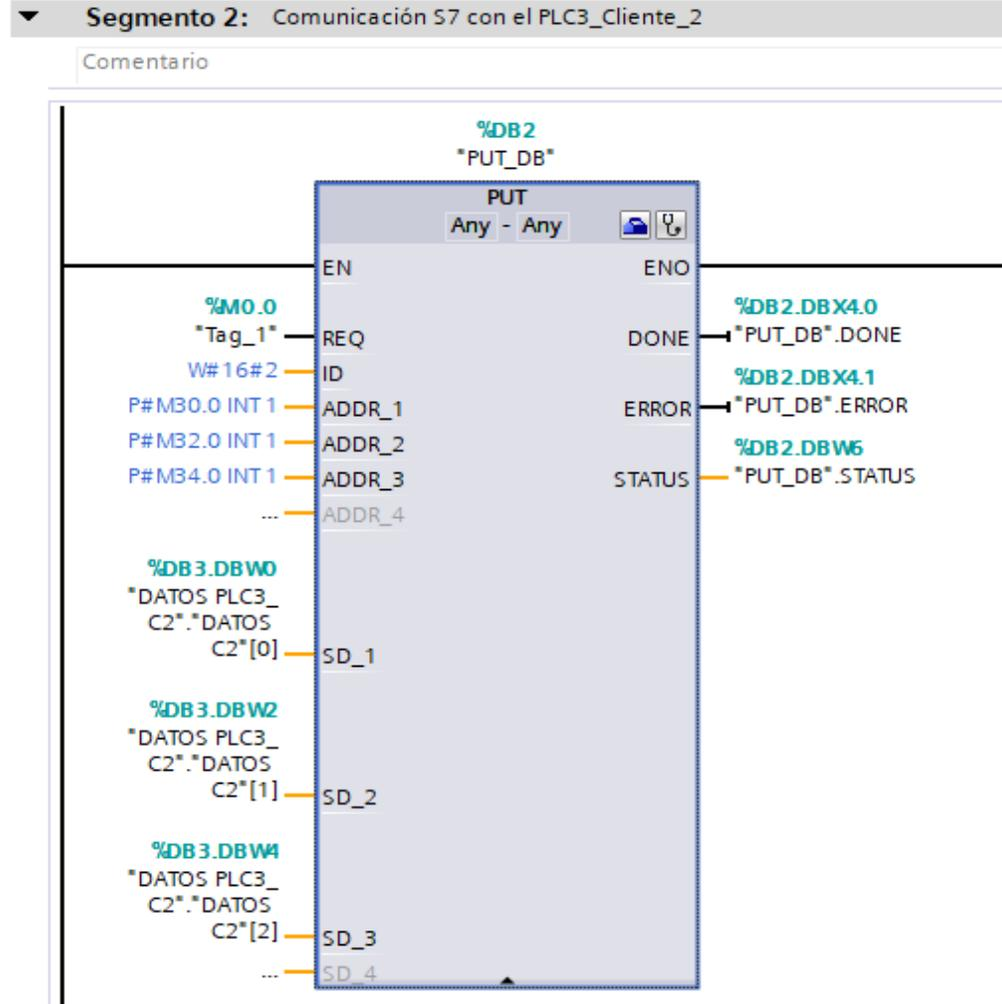 Segmento 2: Comunicación S7 con el PLC3_Cliente_2
Comentario
%DB2
"PUT_DB"
PUT
Any - Any
EN ENO
%M0.0
"Tag_1" REQ
%DB2.DBX4.0
DONE "PUT_DB".DONE
W#16#2 ID
%DB2.DBX4.1
P#M30.0 INT 1 ADDR_1
ERROR "PUT_DB".ERROR
P#M32.0 INT 1 ADDR_2
%DB2.DBW6
P#M34.0 INT 1 ADDR_3
STATUS "PUT_DB".STATUS
... ADDR_4
%DB3.DBW0
"DATOS PLC3_
C2"."DATOS
C2"[0] SD_1
%DB3.DBW2
"DATOS PLC3_
C2"."DATOS
C2"[1] SD_2
%DB3.DBW4
"DATOS PLC3_
C2"."DATOS
C2"[2] SD_3
... SD_4